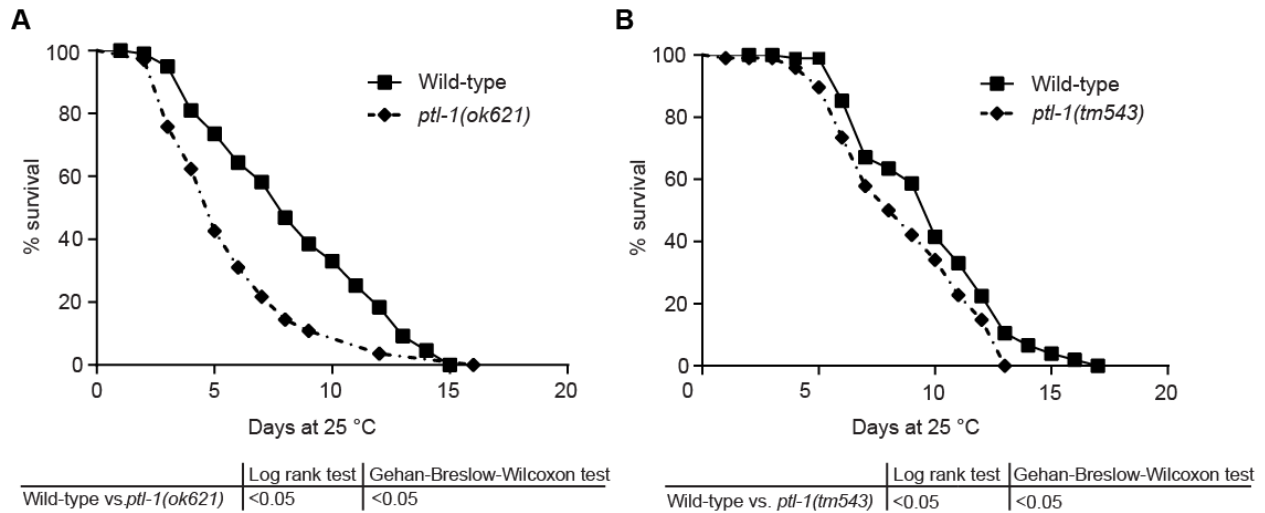 A
100
80
60
40
20
0
% survival
Wild-type
ptl-1(ok621)
0 5 10 15 20
Days at 25 °C
Log rank test Gehan-Breslow-Wilcoxon test
Wild-type vs.ptl-1(ok621) <0.05 <0.05
B
100
80
60
40
20
0
% survival
Wild-type
ptl-1(tm543)
0 5 10 15 20
Days at 25 °C
Log rank test Gehan-Breslow-Wilcoxon test
Wild-type vs. ptl-1(tm543) <0.05 <0.05